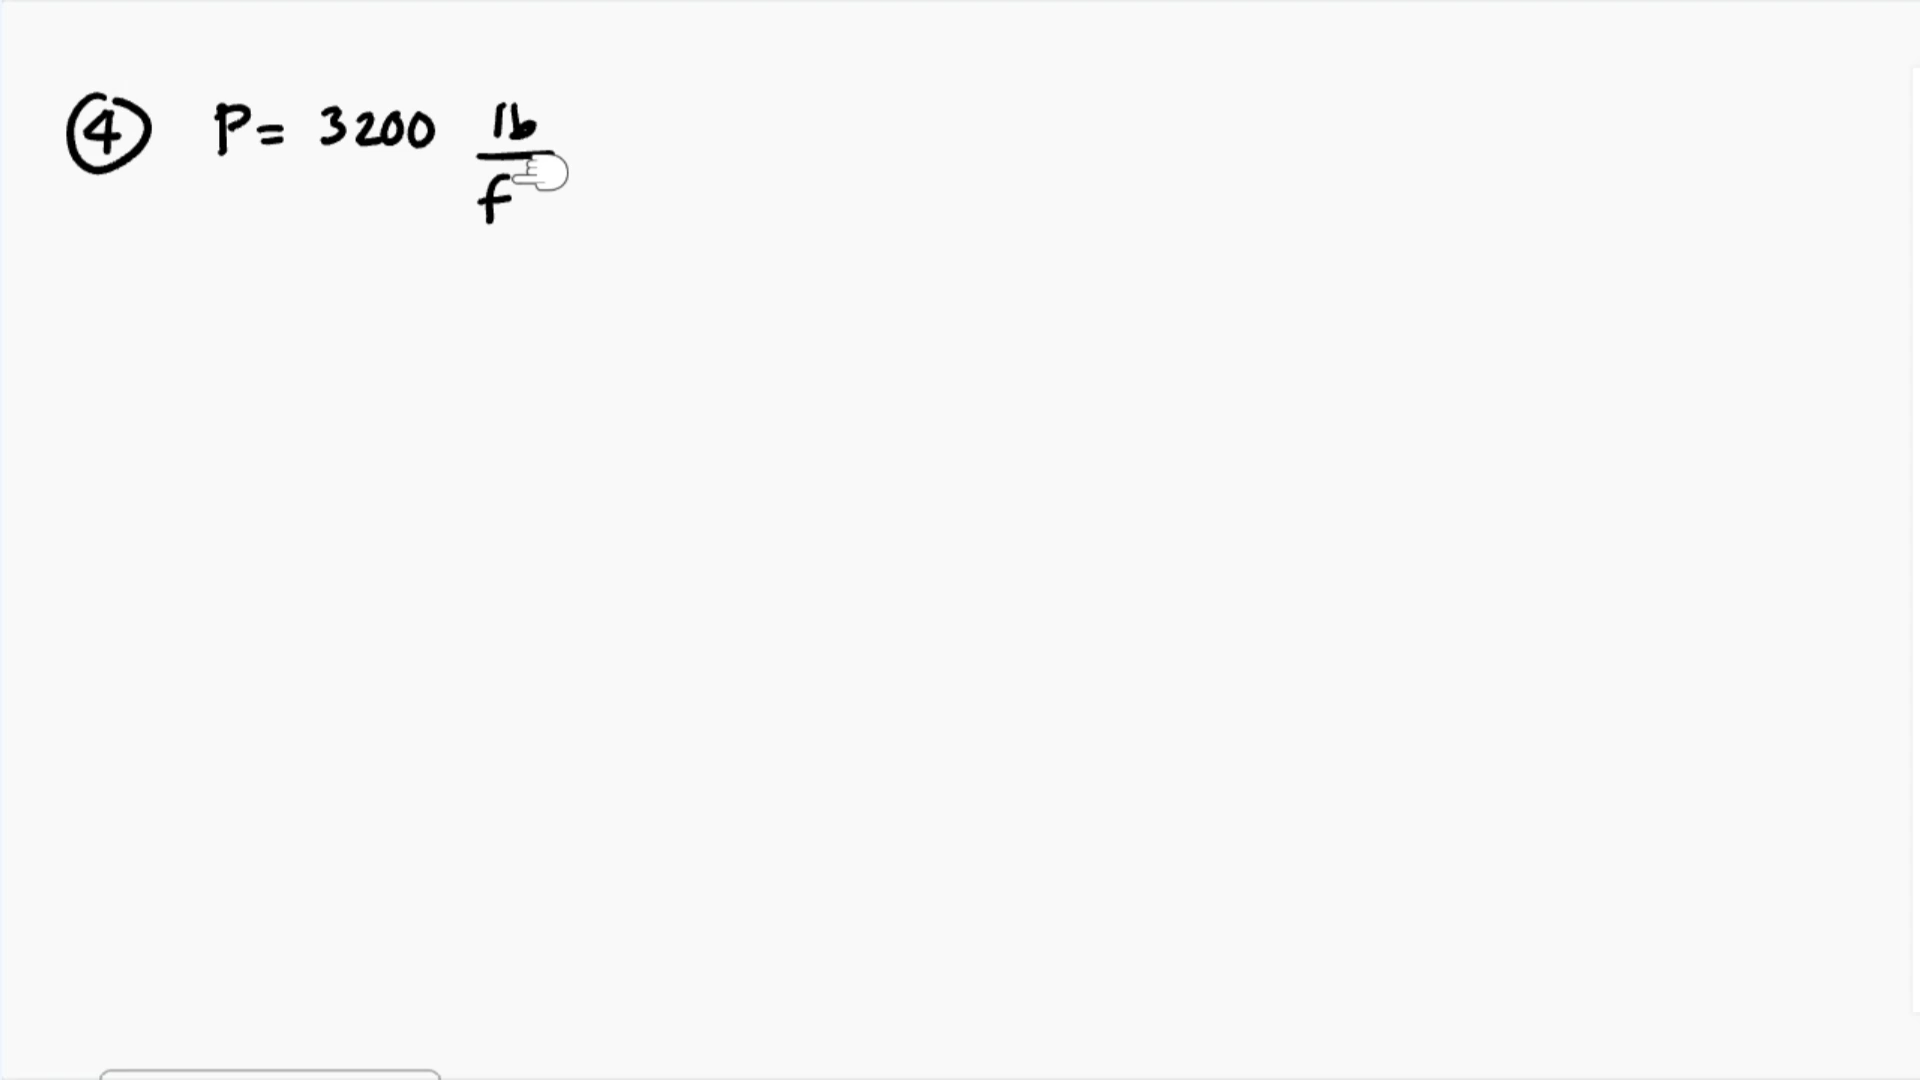 ④ P = 3200 lb/f